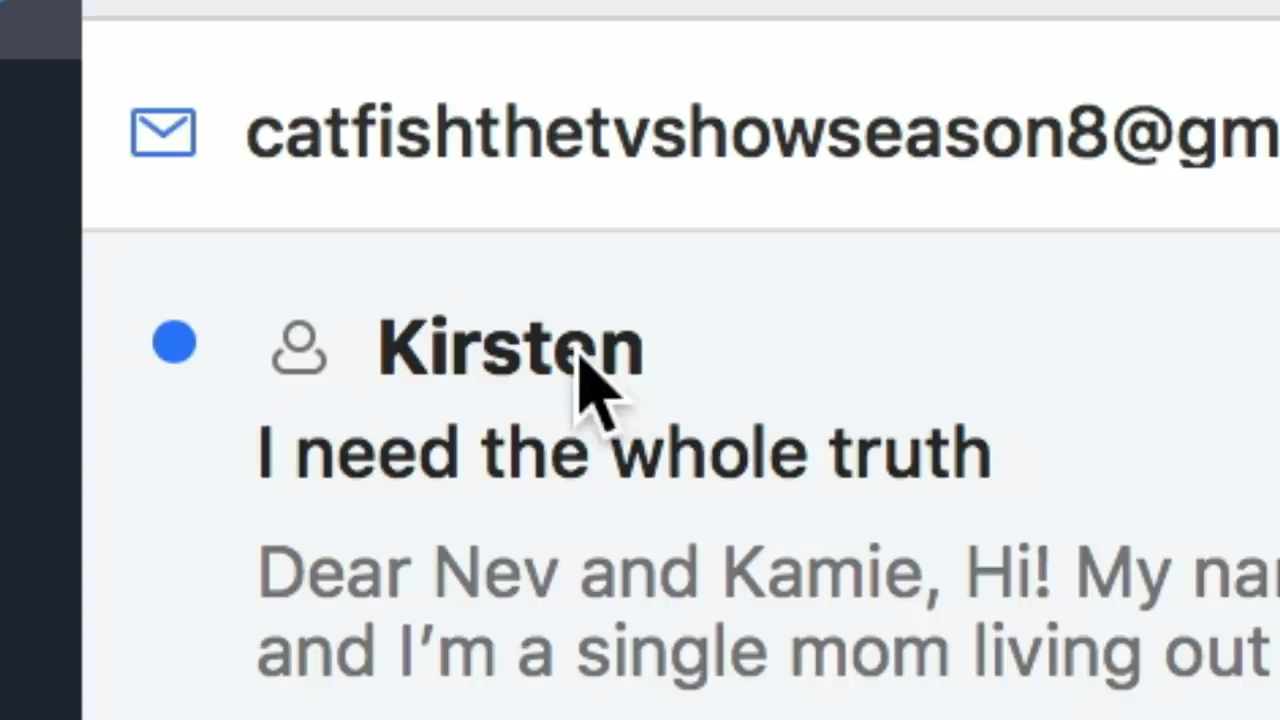 catfishthetvshowseason8@gm
Kirsten
I need the whole truth
Dear Nev and Kamie, Hi! My nar
and I'm a single mom living out